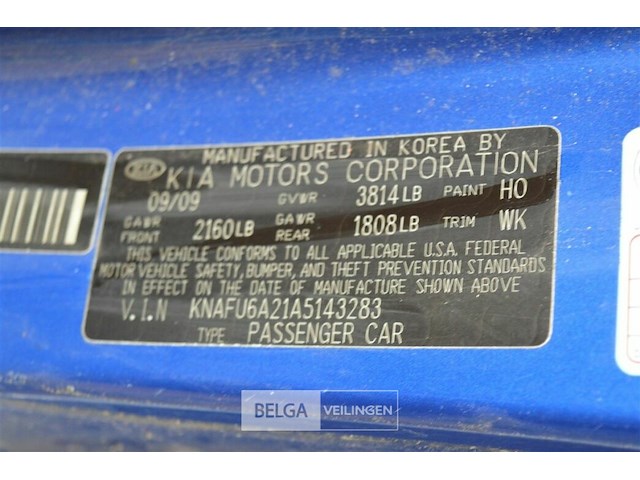 MANUFACTURED IN KOREA BY
KIA KIA MOTORS CORPORATION
09/09 GVWR 3814LB PAINT HO
GAWR FRONT 2160LB GAWR REAR 1808LB TRIM WK
THIS VEHICLE CONFORMS TO ALL APPLICABLE U.S.A. FEDERAL
MOTOR VEHICLE SAFETY, BUMPER, AND THEFT PREVENTION STANDARDS
IN EFFECT ON THE DATE OF MANUFACTURE SHOWN ABOVE.
V.I.N KNAFU6A21A5143283
TYPE PASSENGER CAR
BELGA VEILINGEN